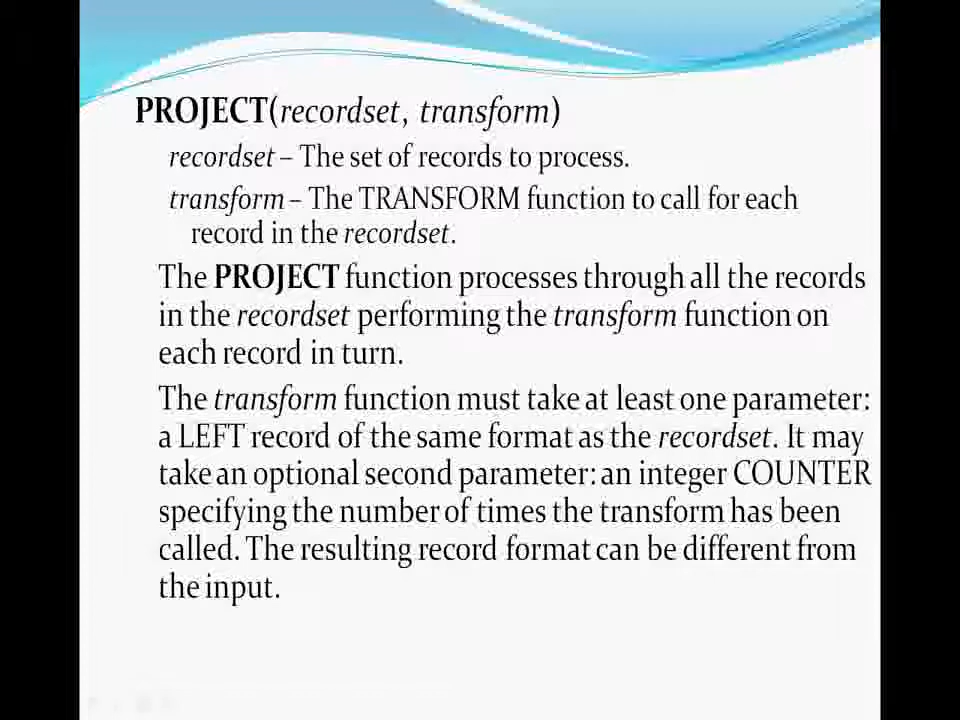 PROJECT(recordset, transform)
recordset – The set of records to process.
transform – The TRANSFORM function to call for each
record in the recordset.
The PROJECT function processes through all the records
in the recordset performing the transform function on
each record in turn.
The transform function must take at least one parameter:
a LEFT record of the same format as the recordset. It may
take an optional second parameter: an integer COUNTER
specifying the number of times the transform has been
called. The resulting record format can be different from
the input.